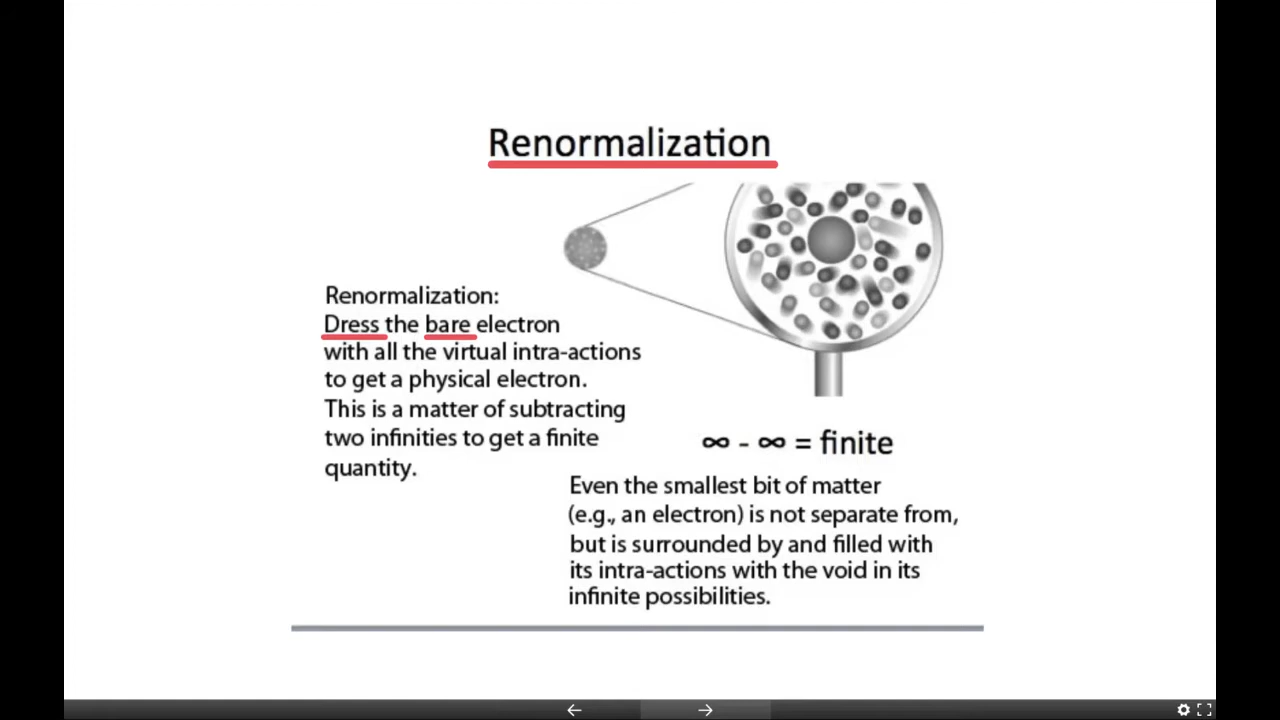 Renormalization
Renormalization:
Dress the bare electron
with all the virtual intra-actions
to get a physical electron.
This is a matter of subtracting
two infinities to get a finite
quantity.
∞ - ∞ = finite
Even the smallest bit of matter
(e.g., an electron) is not separate from,
but is surrounded by and filled with
its intra-actions with the void in its
infinite possibilities.